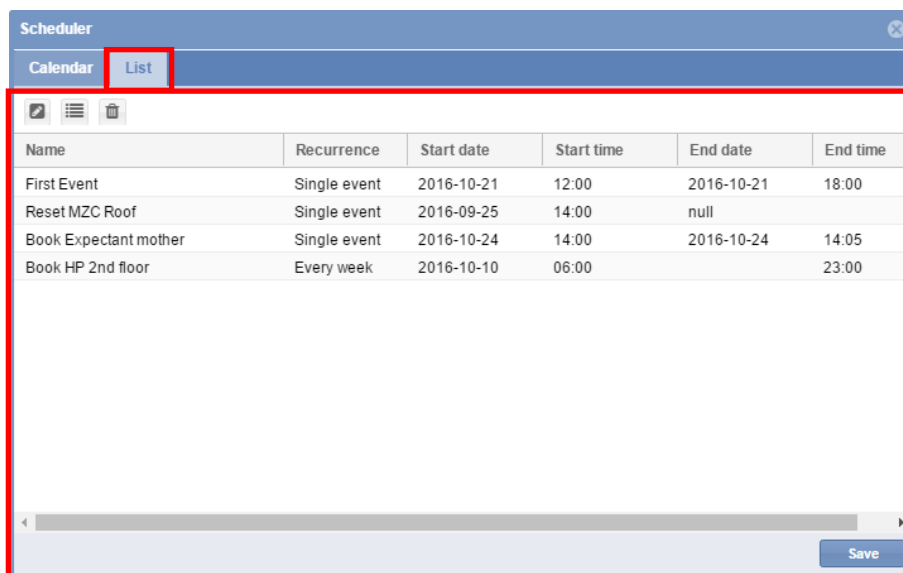 Scheduler
Calendar List
Name Recurrence Start date Start time End date End time
First Event Single event 2016-10-21 12:00 2016-10-21 18:00
Reset MZC Roof Single event 2016-09-25 14:00 null
Book Expectant mother Single event 2016-10-24 14:00 2016-10-24 14:05
Book HP 2nd floor Every week 2016-10-10 06:00 23:00
Save